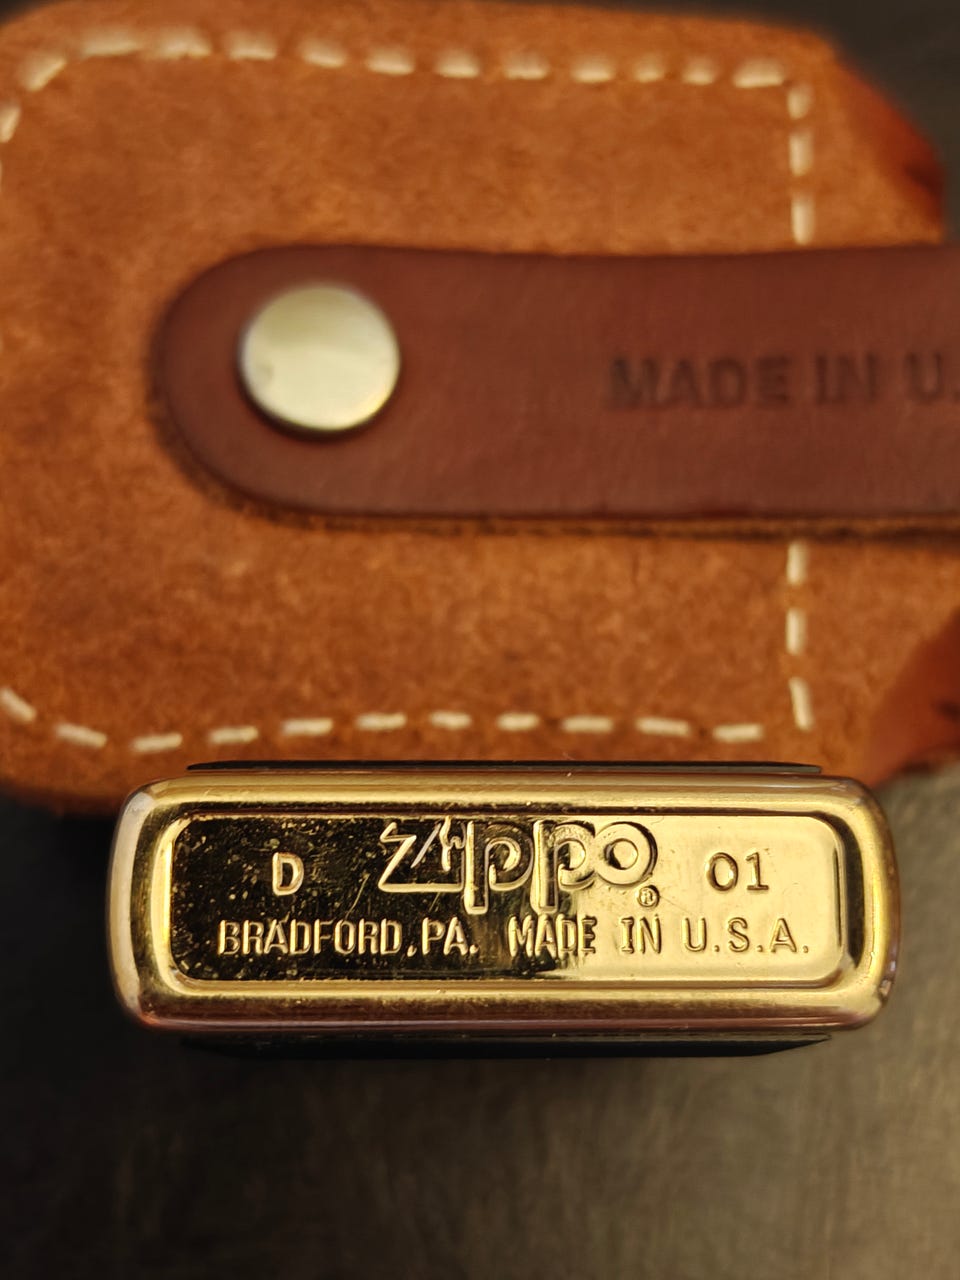 MADE IN U.
D Zippo® 01
BRADFORD,PA. MADE IN U.S.A.